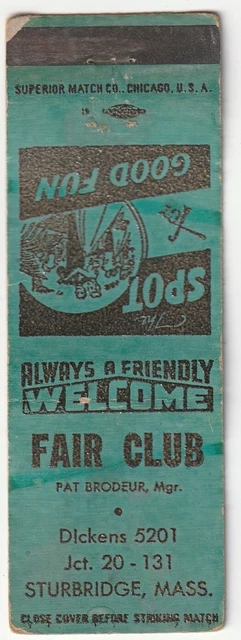 SUPERIOR MATCH CO., CHICAGO, U.S.A.
The
SPOT
for
GOOD FUN
ALWAYS A FRIENDLY
WELCOME
FAIR CLUB
PAT BRODEUR, Mgr.
DIckens 5201
Jct. 20 - 131
STURBRIDGE, MASS.
CLOSE COVER BEFORE STRIKING MATCH